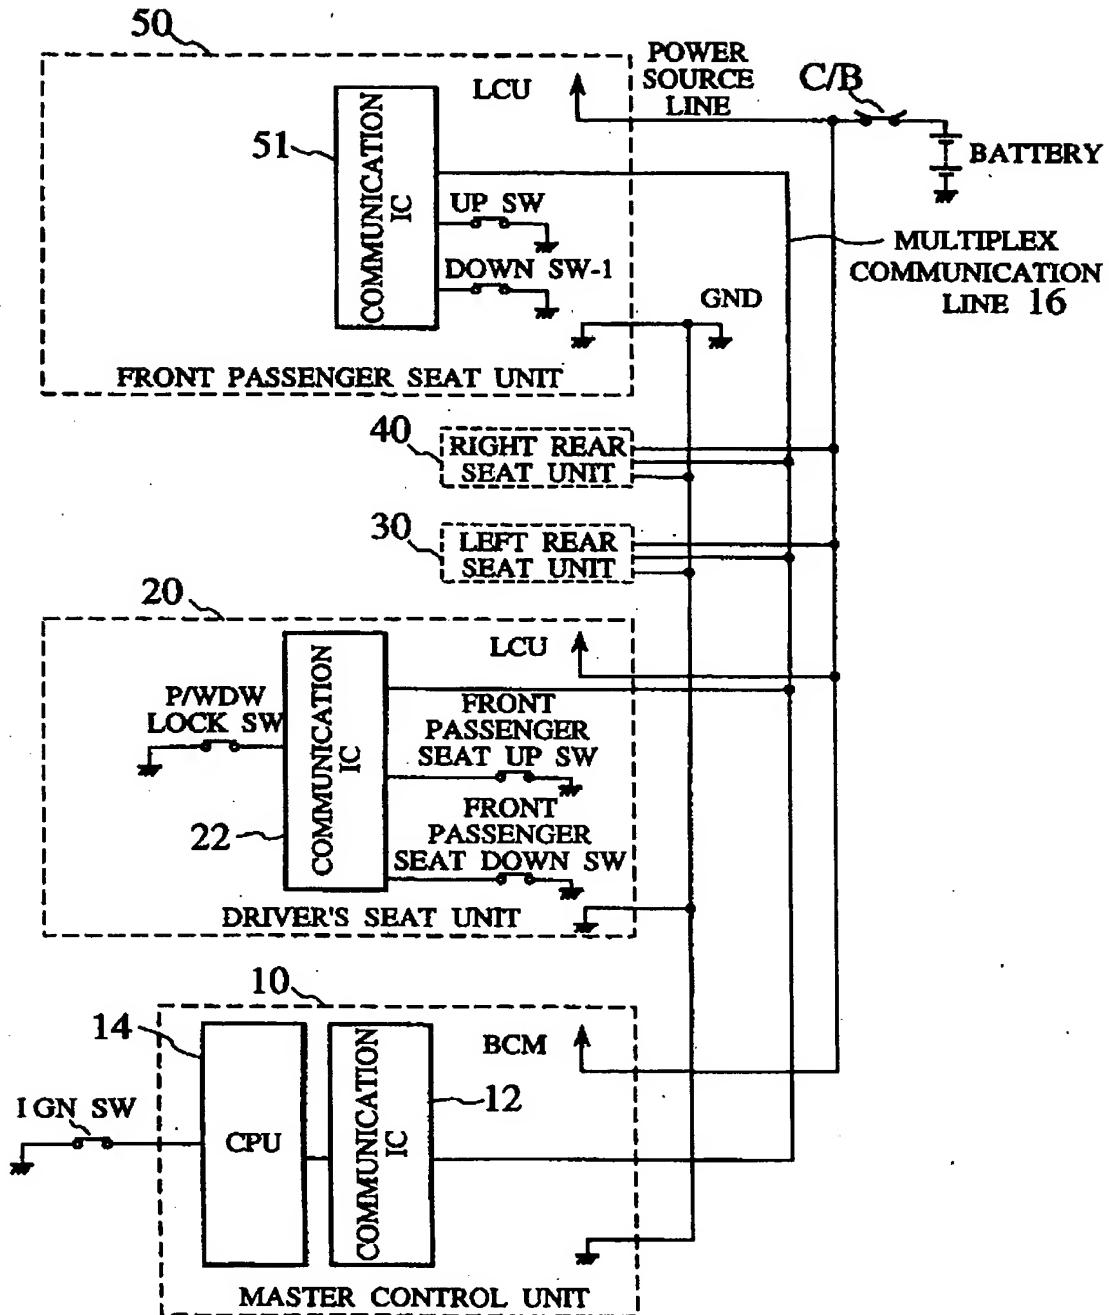 50
LCU
POWER
SOURCE
LINE
C/B
BATTERY
51
COMMUNICATION
IC
UP SW
DOWN SW-1
MULTIPLEX
COMMUNICATION
LINE 16
GND
FRONT PASSENGER SEAT UNIT
40
RIGHT REAR
SEAT UNIT
30
LEFT REAR
SEAT UNIT
20
LCU
P/WDW
LOCK SW
COMMUNICATION
IC
22
FRONT
PASSENGER
SEAT UP SW
FRONT
PASSENGER
SEAT DOWN SW
DRIVER'S SEAT UNIT
10
14
BCM
IGN SW
CPU
COMMUNICATION
IC
12
MASTER CONTROL UNIT